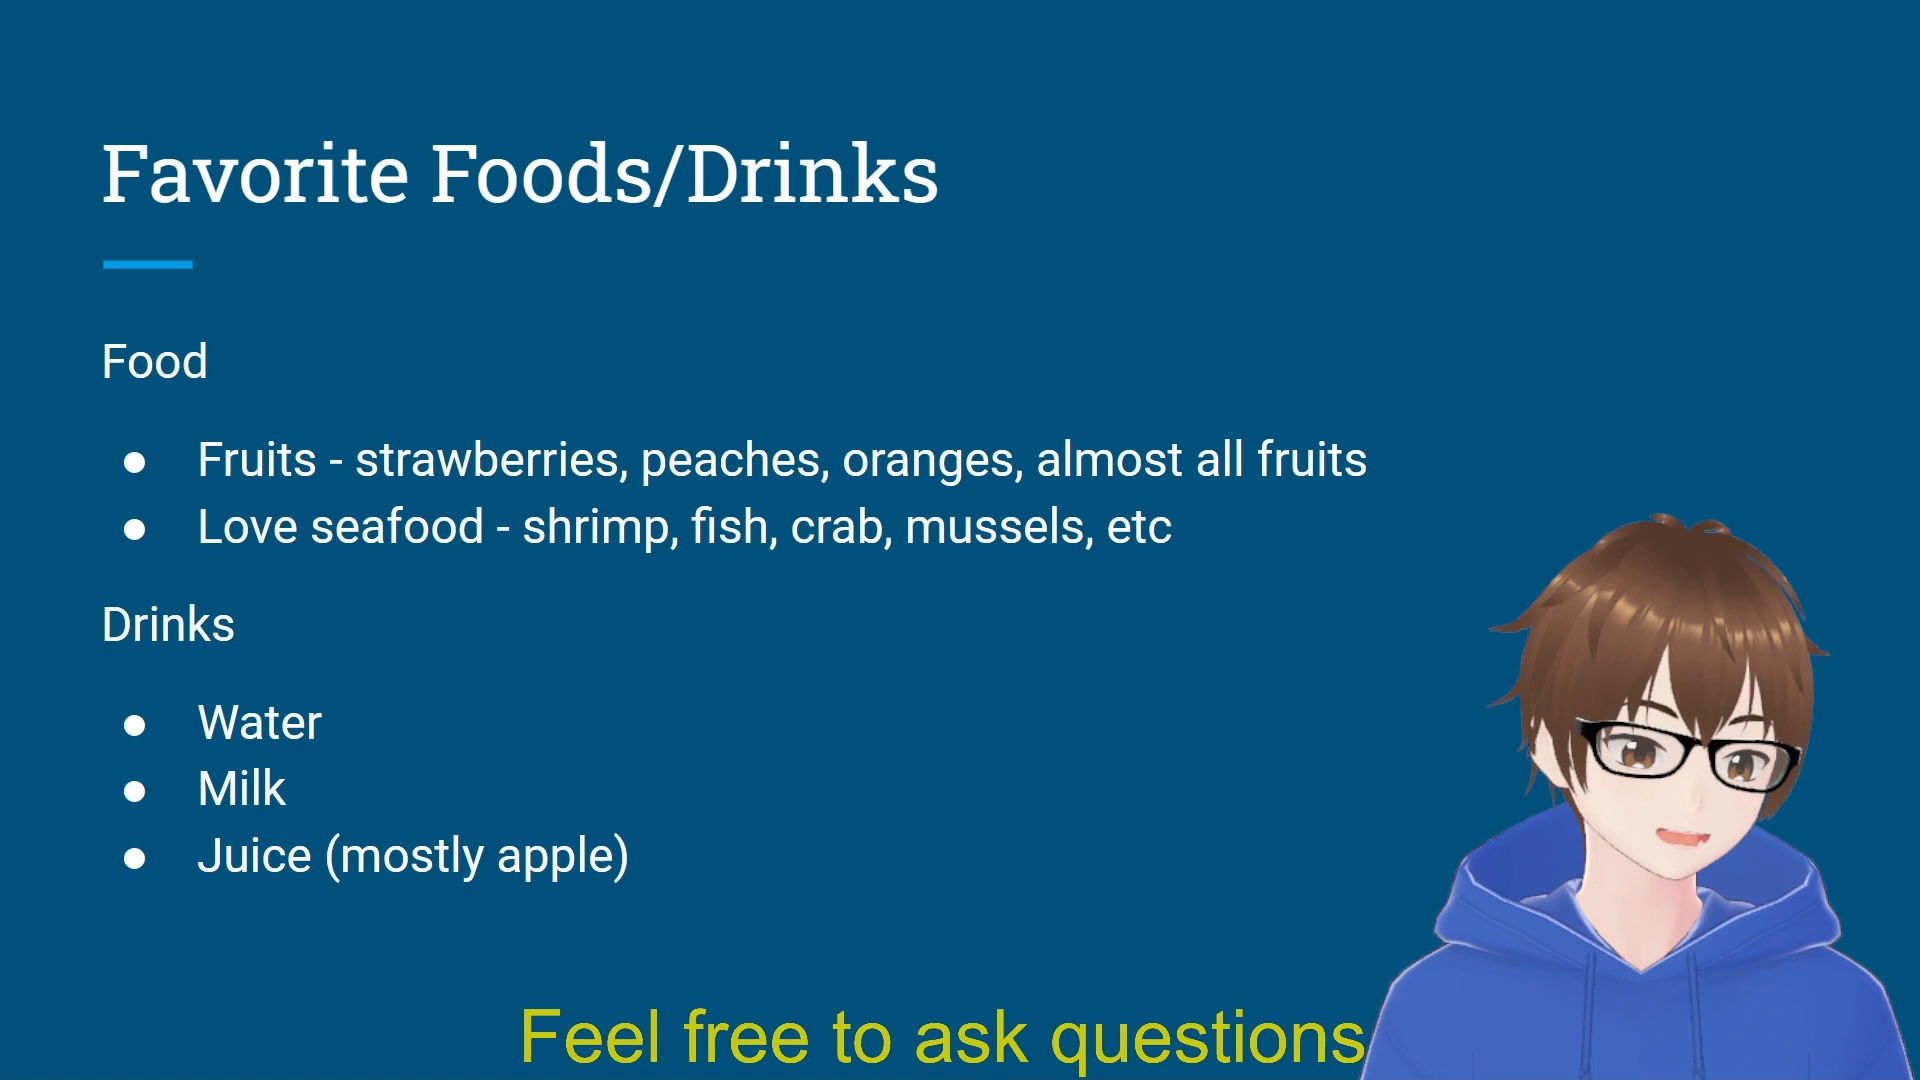 Favorite Foods/Drinks
Food
● Fruits - strawberries, peaches, oranges, almost all fruits
● Love seafood - shrimp, fish, crab, mussels, etc
Drinks
● Water
● Milk
● Juice (mostly apple)
Feel free to ask questions